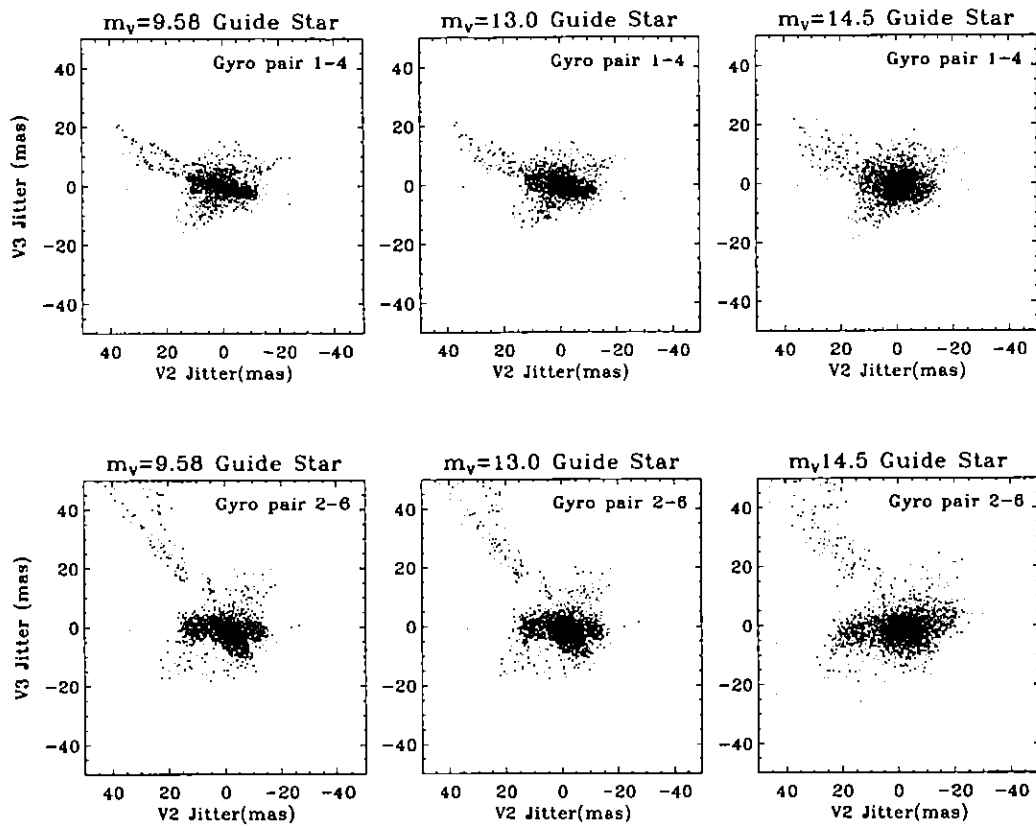 m_v=9.58 Guide Star
m_v=13.0 Guide Star
m_v=14.5 Guide Star
Gyro pair 1-4
Gyro pair 1-4
Gyro pair 1-4
V3 Jitter (mas)
40
20
0
-20
-40
40
20
0
-20
-40
40
20
0
-20
-40
40 20 0 -20 -40
40 20 0 -20 -40
40 20 0 -20 -40
V2 Jitter(mas)
V2 Jitter(mas)
V2 Jitter(mas)
m_v=9.58 Guide Star
m_v=13.0 Guide Star
m_v14.5 Guide Star
Gyro pair 2-6
Gyro pair 2-6
Gyro pair 2-6
V3 Jitter (mas)
40
20
0
-20
-40
40
20
0
-20
-40
40
20
0
-20
-40
40 20 0 -20 -40
40 20 0 -20 -40
40 20 0 -20 -40
V2 Jitter(mas)
V2 Jitter(mas)
V2 Jitter(mas)